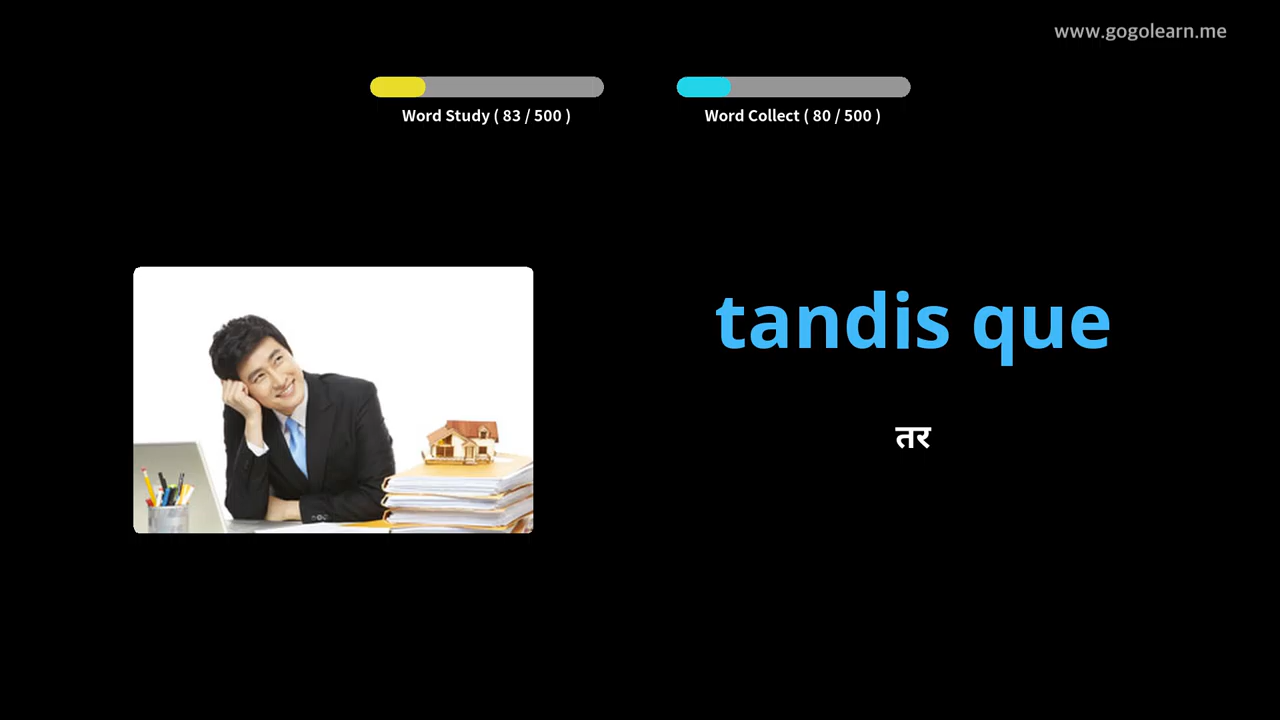 www.gogolearn.me
Word Study ( 83 / 500 )
Word Collect ( 80 / 500 )
tandis que
तर